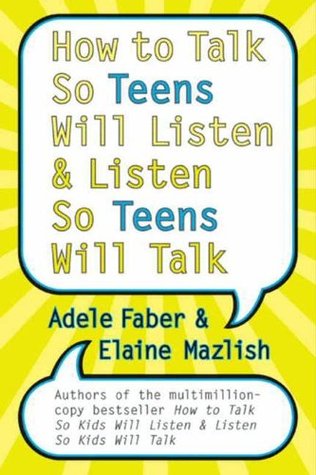 How to Talk
So Teens
Will Listen
& Listen
So Teens
Will Talk
Adele Faber &
Elaine Mazlish
Authors of the multimillion-
copy bestseller How to Talk
So Kids Will Listen & Listen
So Kids Will Talk